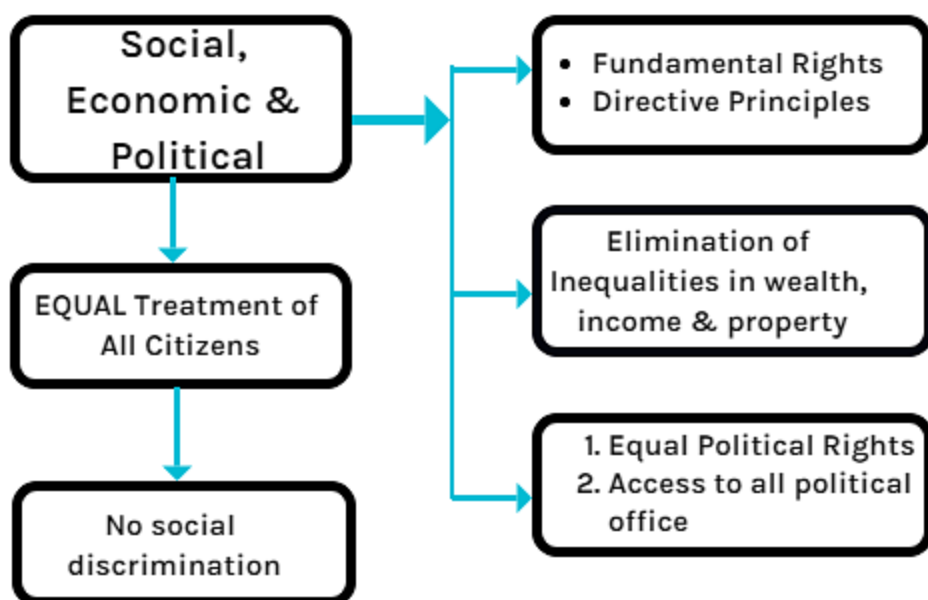 Social,
Economic &
Political
EQUAL Treatment of
All Citizens
No social
discrimination
• Fundamental Rights
• Directive Principles
Elimination of
Inequalities in wealth,
income & property
1. Equal Political Rights
2. Access to all political
office